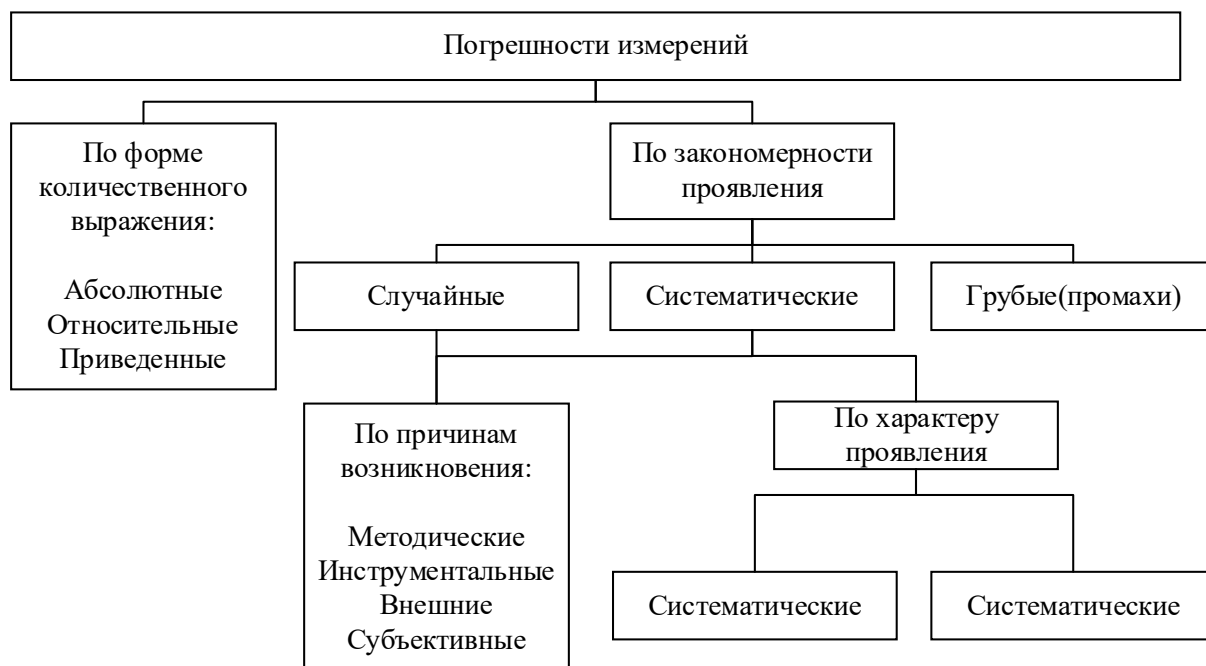 Погрешности измерений
По форме
количественного
выражения:
Абсолютные
Относительные
Приведенные
По закономерности
проявления
Случайные
Систематические
Грубые(промахи)
По причинам
возникновения:
Методические
Инструментальные
Внешние
Субъективные
По характеру
проявления
Систематические
Систематические